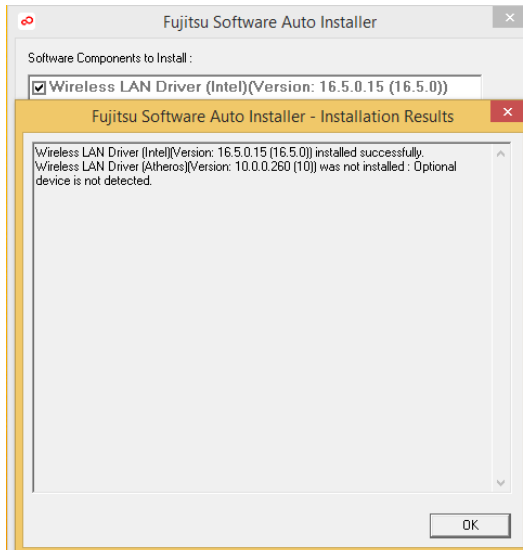 Fujitsu Software Auto Installer
Software Components to Install :
Wireless LAN Driver (Intel)(Version: 16.5.0.15 (16.5.0))
Fujitsu Software Auto Installer - Installation Results
Wireless LAN Driver (Intel)(Version: 16.5.0.15 (16.5.0)) installed successfully.
Wireless LAN Driver (Atheros)(Version: 10.0.0.260 (10)) was not installed : Optional
device is not detected.
OK